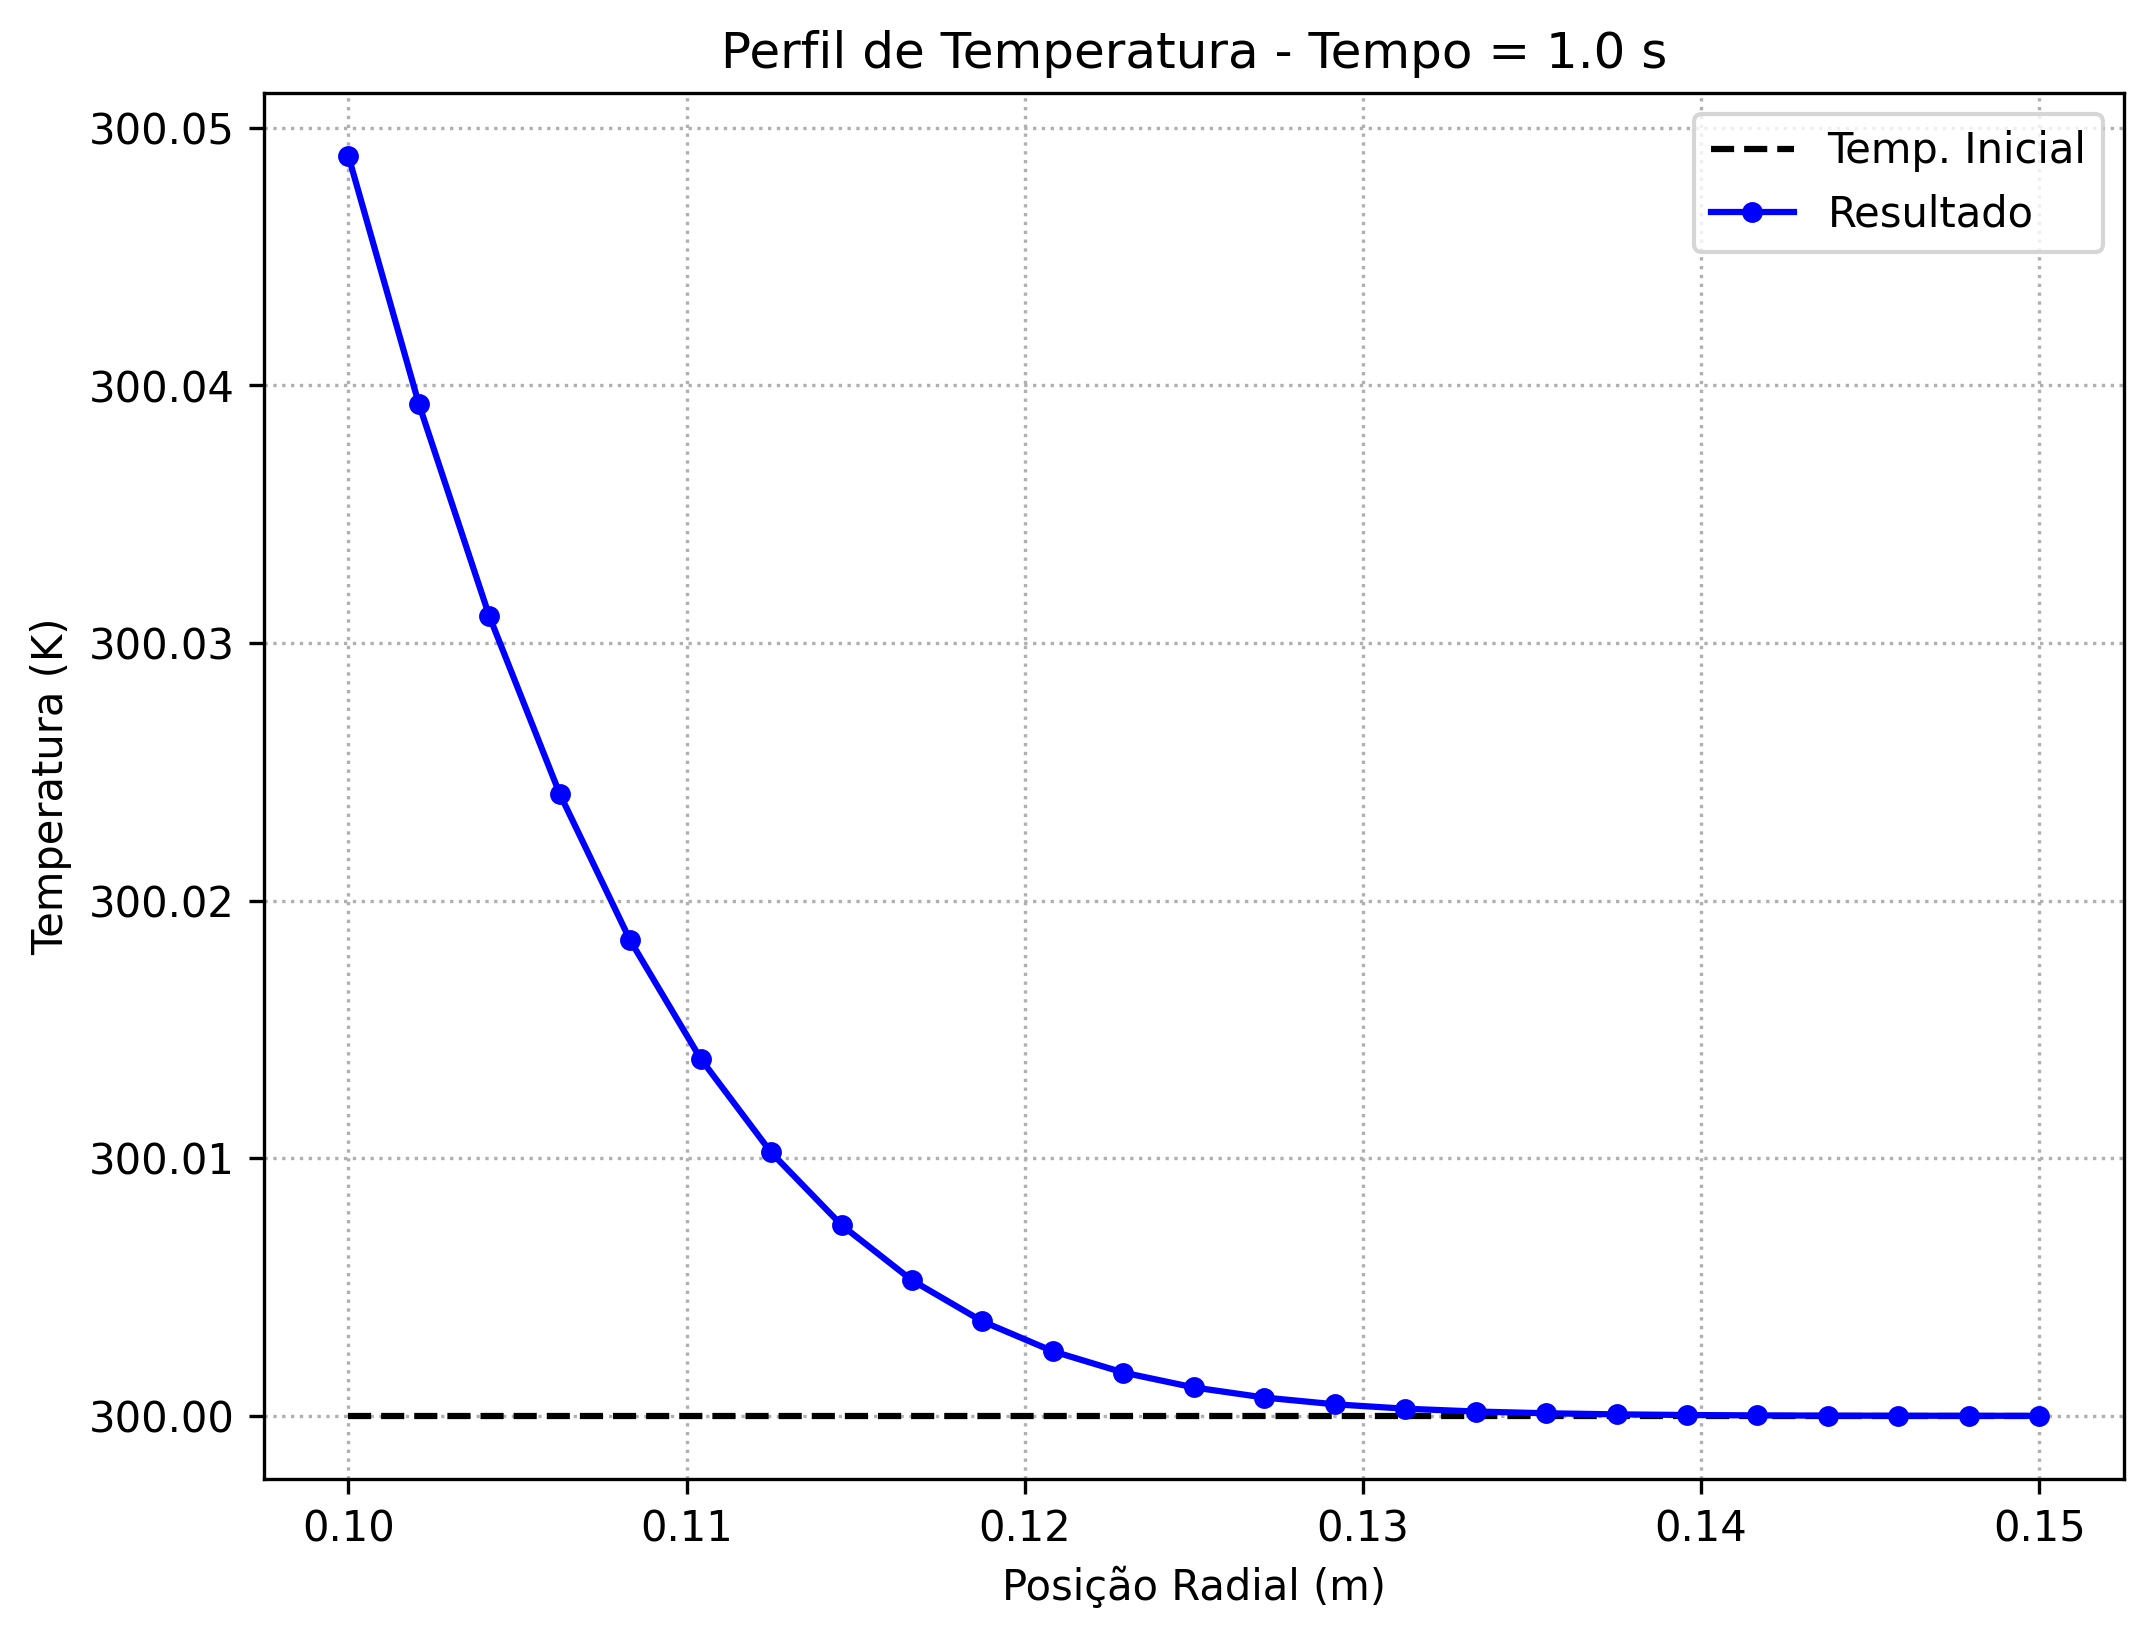 Perfil de Temperatura - Tempo = 1.0 s
Temp. Inicial
Resultado
300.05
300.04
300.03
300.02
300.01
300.00
Temperatura (K)
0.10 0.11 0.12 0.13 0.14 0.15
Posição Radial (m)